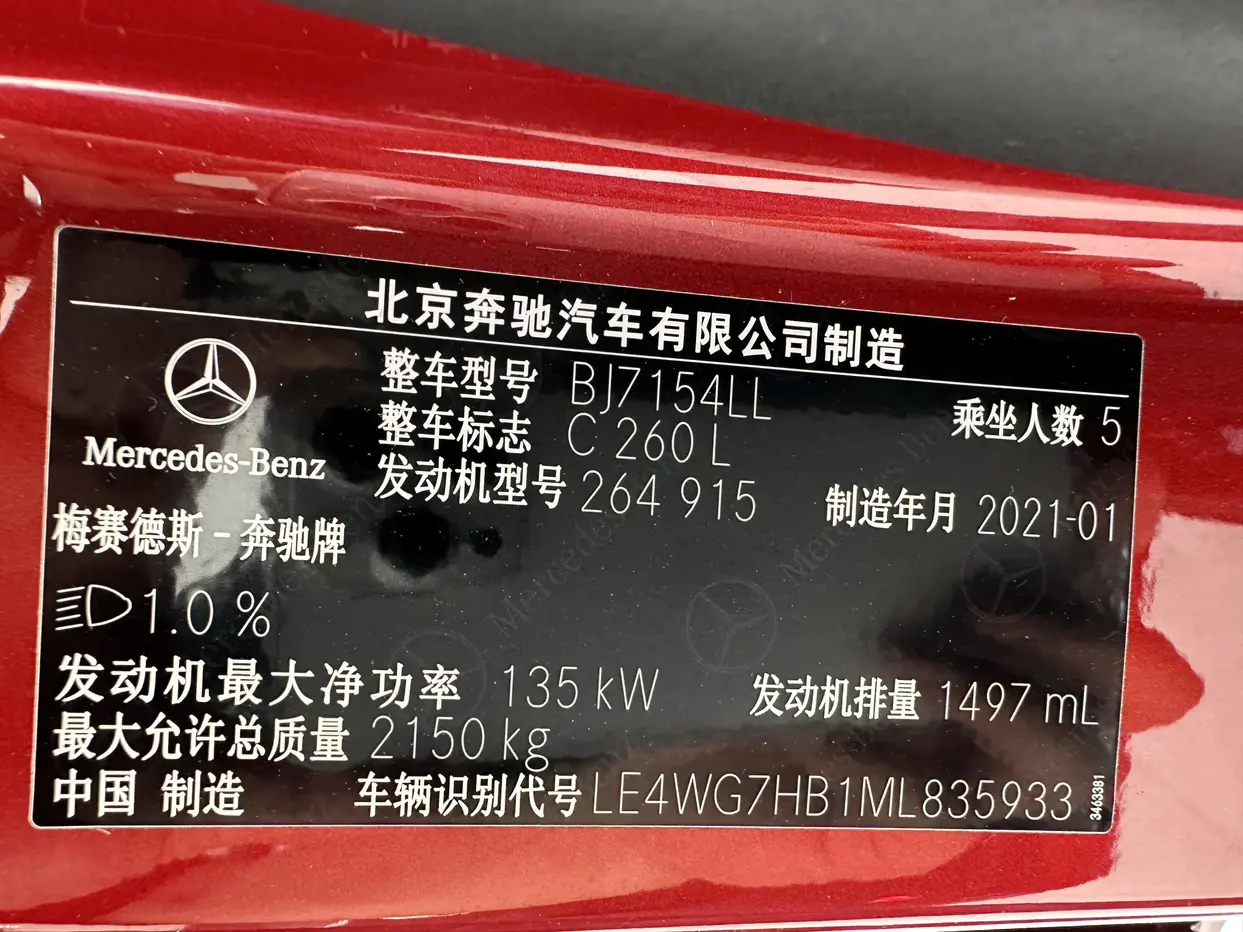 北京奔驰汽车有限公司制造
整车型号 BJ7154LL
整车标志 C 260 L
乘坐人数 5
发动机型号 264 915
制造年月 2021-01
Mercedes-Benz
梅赛德斯-奔驰牌
1.0 %
发动机最大净功率 135 kW
发动机排量 1497 mL
最大允许总质量 2150 kg
中国 制造
车辆识别代号 LE4WG7HB1ML835933
3463381